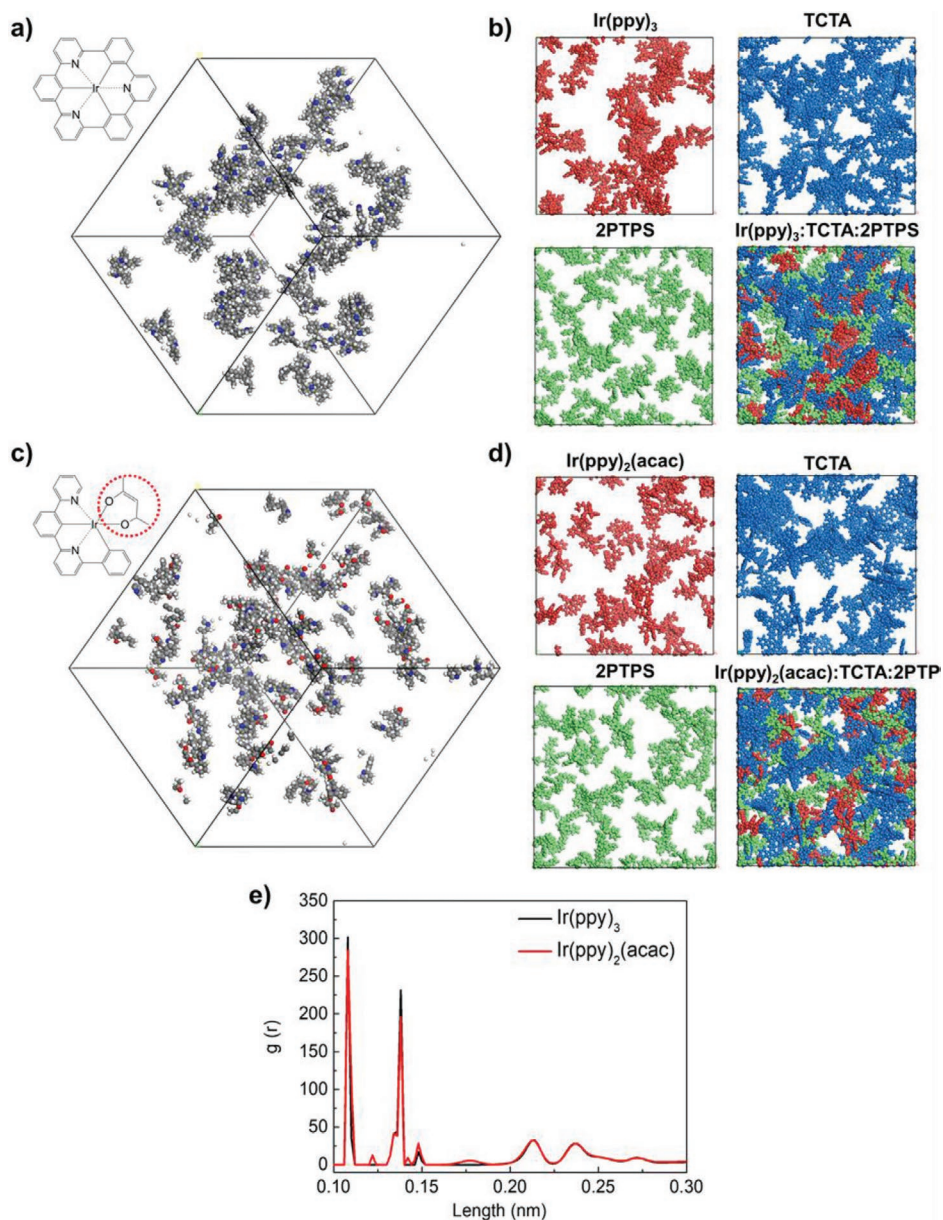 a)
N
Ir
N
N
b)
Ir(ppy)3
TCTA
2PTPS
Ir(ppy)3:TCTA:2PTPS
c)
N
O
Ir
O
N
d)
Ir(ppy)2(acac)
TCTA
2PTPS
Ir(ppy)2(acac):TCTA:2PTP
e)
350
300
250
200
150
100
50
0
g (r)
Ir(ppy)3
Ir(ppy)2(acac)
0.10 0.15 0.20 0.25 0.30
Length (nm)